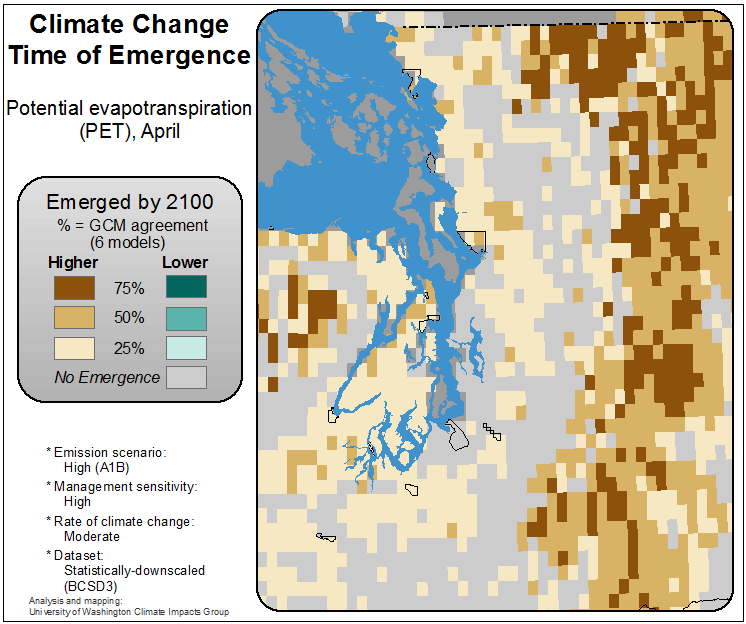 Climate Change
Time of Emergence
Potential evapotranspiration
(PET), April
Emerged by 2100
% = GCM agreement
(6 models)
Higher Lower
75%
50%
25%
No Emergence
* Emission scenario:
High (A1B)
* Management sensitivity:
High
* Rate of climate change:
Moderate
* Dataset:
Statistically-downscaled
(BCSD3)
Analysis and mapping:
University of Washington Climate Impacts Group